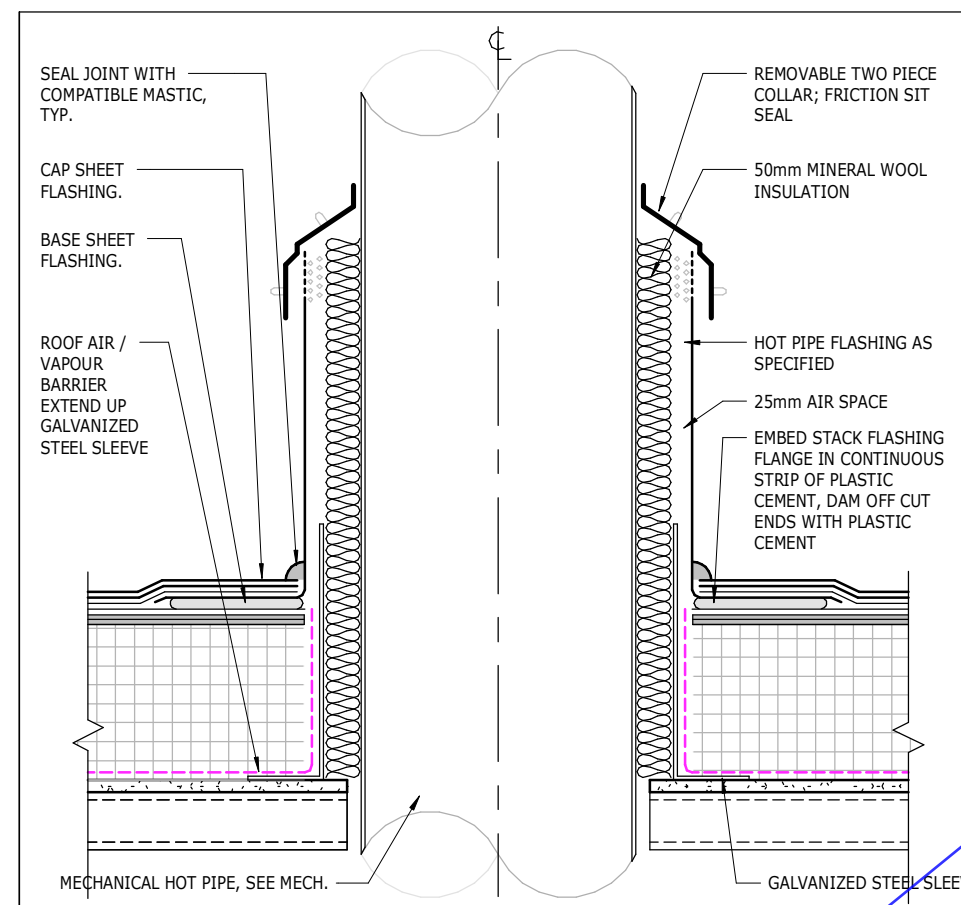 SEAL JOINT WITH
COMPATIBLE MASTIC,
TYP.
CAP SHEET
FLASHING.
BASE SHEET
FLASHING.
ROOF AIR /
VAPOUR
BARRIER
EXTEND UP
GALVANIZED
STEEL SLEEVE
MECHANICAL HOT PIPE, SEE MECH.
REMOVABLE TWO PIECE
COLLAR; FRICTION SIT
SEAL
50mm MINERAL WOOL
INSULATION
HOT PIPE FLASHING AS
SPECIFIED
25mm AIR SPACE
EMBED STACK FLASHING
FLANGE IN CONTINUOUS
STRIP OF PLASTIC
CEMENT, DAM OFF CUT
ENDS WITH PLASTIC
CEMENT
GALVANIZED STEEL SLEE